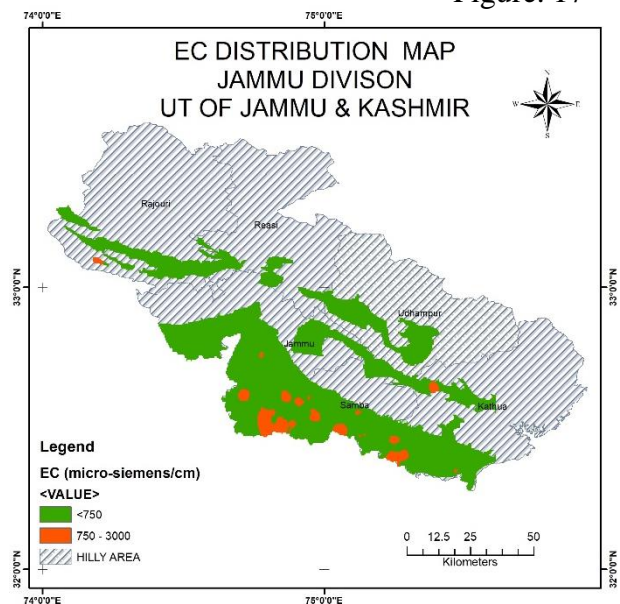 Figure. 17
74°0'0"E 75°0'0"E
EC DISTRIBUTION MAP
JAMMU DIVISON
UT OF JAMMU & KASHMIR
N
W E
S
Rajouri
Reasi
33°0'0"N 33°0'0"N
Udhampur
Jammu
Samba
Kathua
Legend
EC (micro-siemens/cm)
<VALUE>
<750
750 - 3000
HILLY AREA
0 12.5 25 50
Kilometers
32°0'0"N 32°0'0"N
74°0'0"E 75°0'0"E